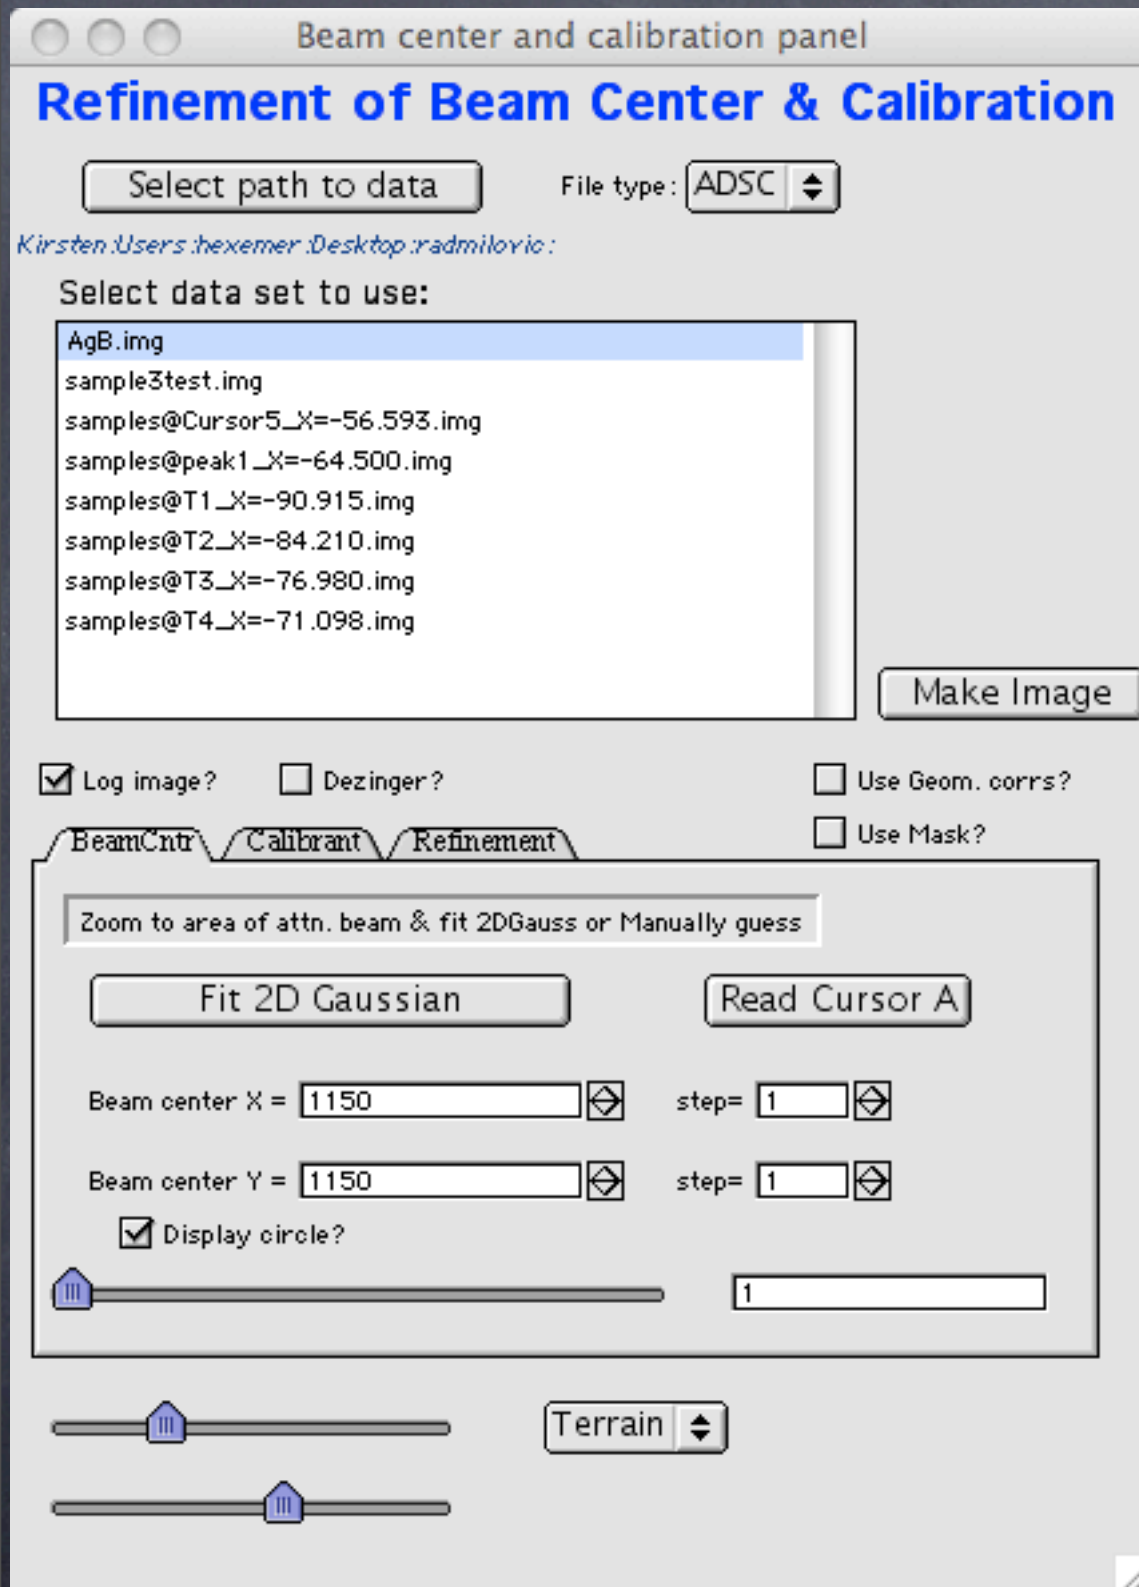 Beam center and calibration panel
Refinement of Beam Center & Calibration
Select path to data File type: ADSC
Kirsten:Users:hexemer:Desktop:radmilovic:
Select data set to use:
AgB.img
sample3test.img
samples@Cursor5_X=-56.593.img
samples@peak1_X=-64.500.img
samples@T1_X=-90.915.img
samples@T2_X=-84.210.img
samples@T3_X=-76.980.img
samples@T4_X=-71.098.img
Make Image
Log image? Dezinger? Use Geom. corrs?
Use Mask?
BeamCntr Calibrant Refinement
Zoom to area of attn. beam & fit 2DGauss or Manually guess
Fit 2D Gaussian Read Cursor A
Beam center X = 1150 step= 1
Beam center Y = 1150 step= 1
Display circle?
1
Terrain